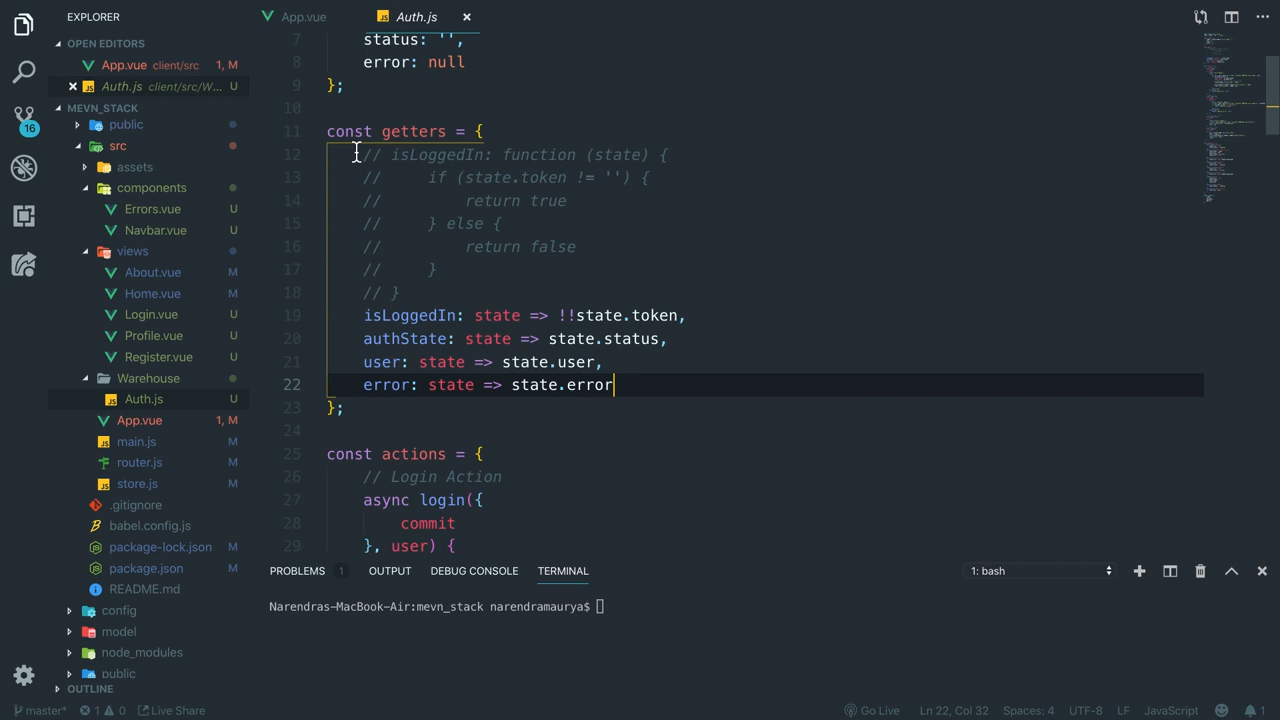 EXPLORER
OPEN EDITORS
App.vue client/src 1, M
Auth.js client/src/W... U
MEVN_STACK
public
src
assets
components
Errors.vue U
Navbar.vue U
views
About.vue M
Home.vue M
Login.vue U
Profile.vue U
Register.vue U
Warehouse
Auth.js U
App.vue 1, M
main.js M
router.js M
store.js M
.gitignore
babel.config.js
package-lock.json M
package.json M
README.md
config
model
node_modules
public
OUTLINE
16
App.vue
JS Auth.js
7 status: '',
8 error: null
9 };
10
11 const getters = {
12 // isLoggedIn: function (state) {
13 // if (state.token != '') {
14 // return true
15 // } else {
16 // return false
17 // }
18 // }
19 isLoggedIn: state => !!state.token,
20 authState: state => state.status,
21 user: state => state.user,
22 error: state => state.error
23 };
24
25 const actions = {
26 // Login Action
27 async login({
28 commit
29 }, user) {
PROBLEMS 1 OUTPUT DEBUG CONSOLE TERMINAL 1: bash
Narendras-MacBook-Air:mevn_stack narendramaurya$
master* 1 0 Live Share Go Live Ln 22, Col 32 Spaces: 4 UTF-8 LF JavaScript 1